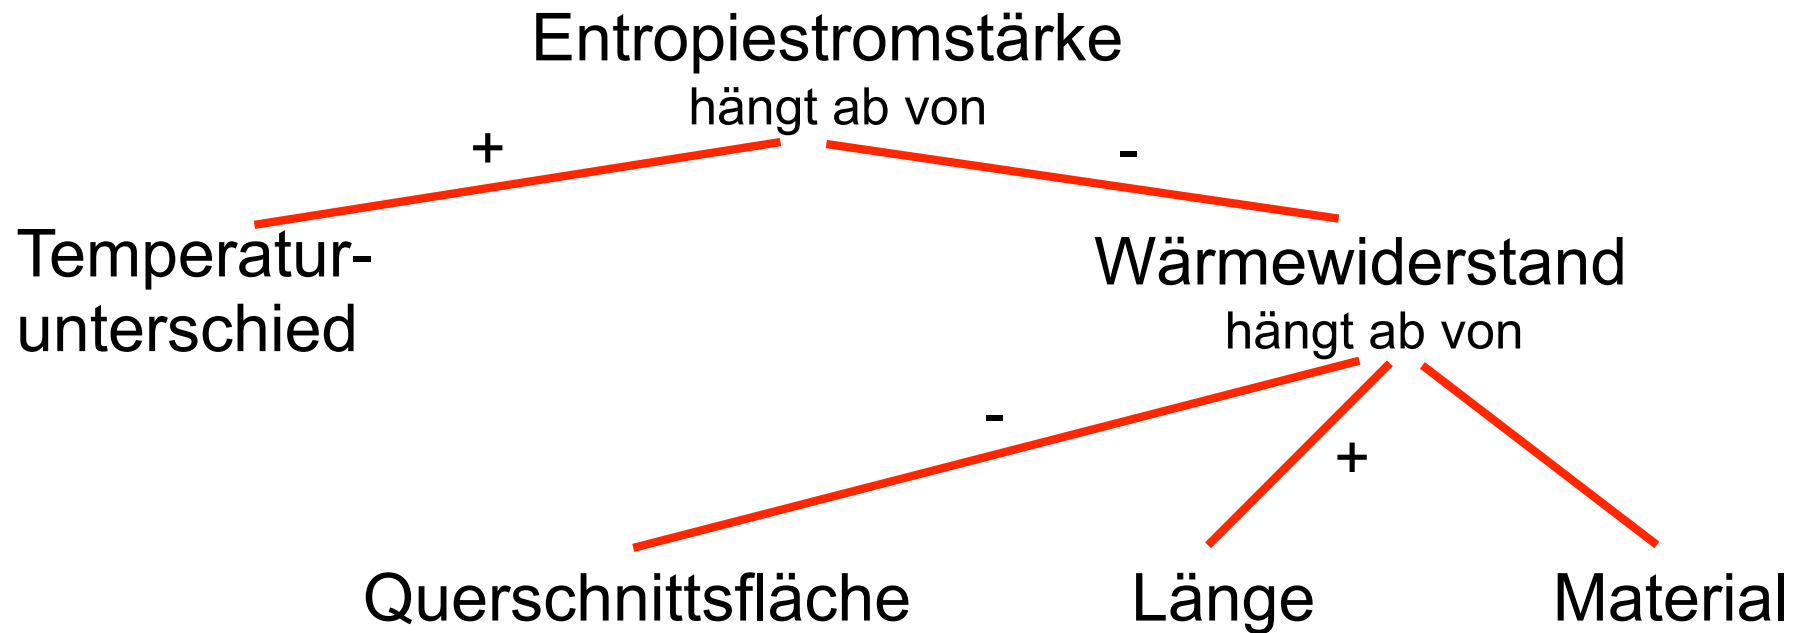 Entropiestromstärke
hängt ab von
+
-
Temperatur-
unterschied
Wärmewiderstand
hängt ab von
-
+
Querschnittsfläche
Länge
Material